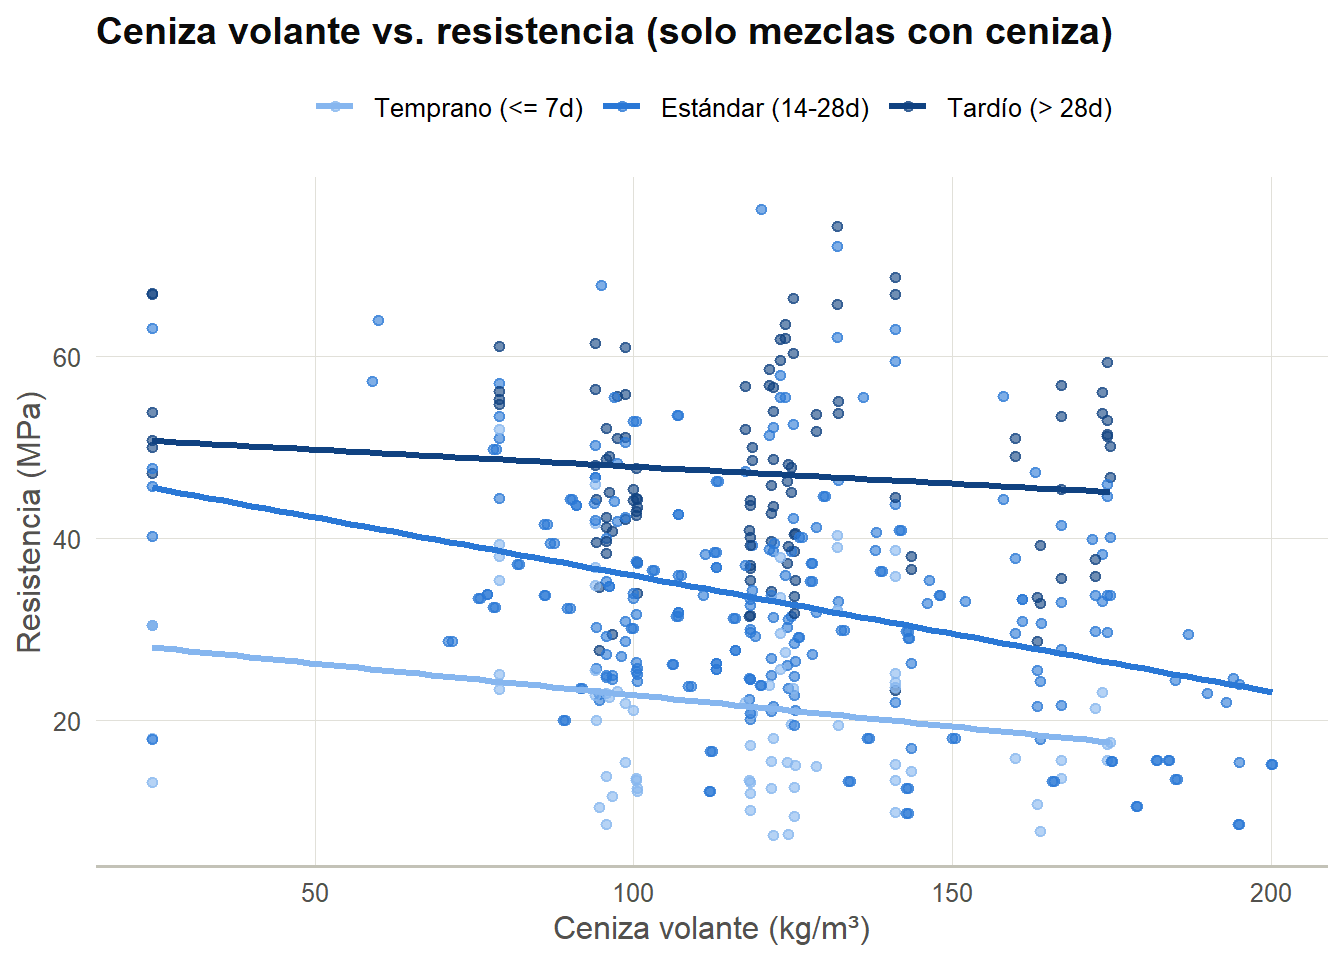 Ceniza volante vs. resistencia (solo mezclas con ceniza)
Temprano (<= 7d) Estándar (14-28d) Tardío (> 28d)
Resistencia (MPa)
60
40
20
50 100 150 200
Ceniza volante (kg/m³)